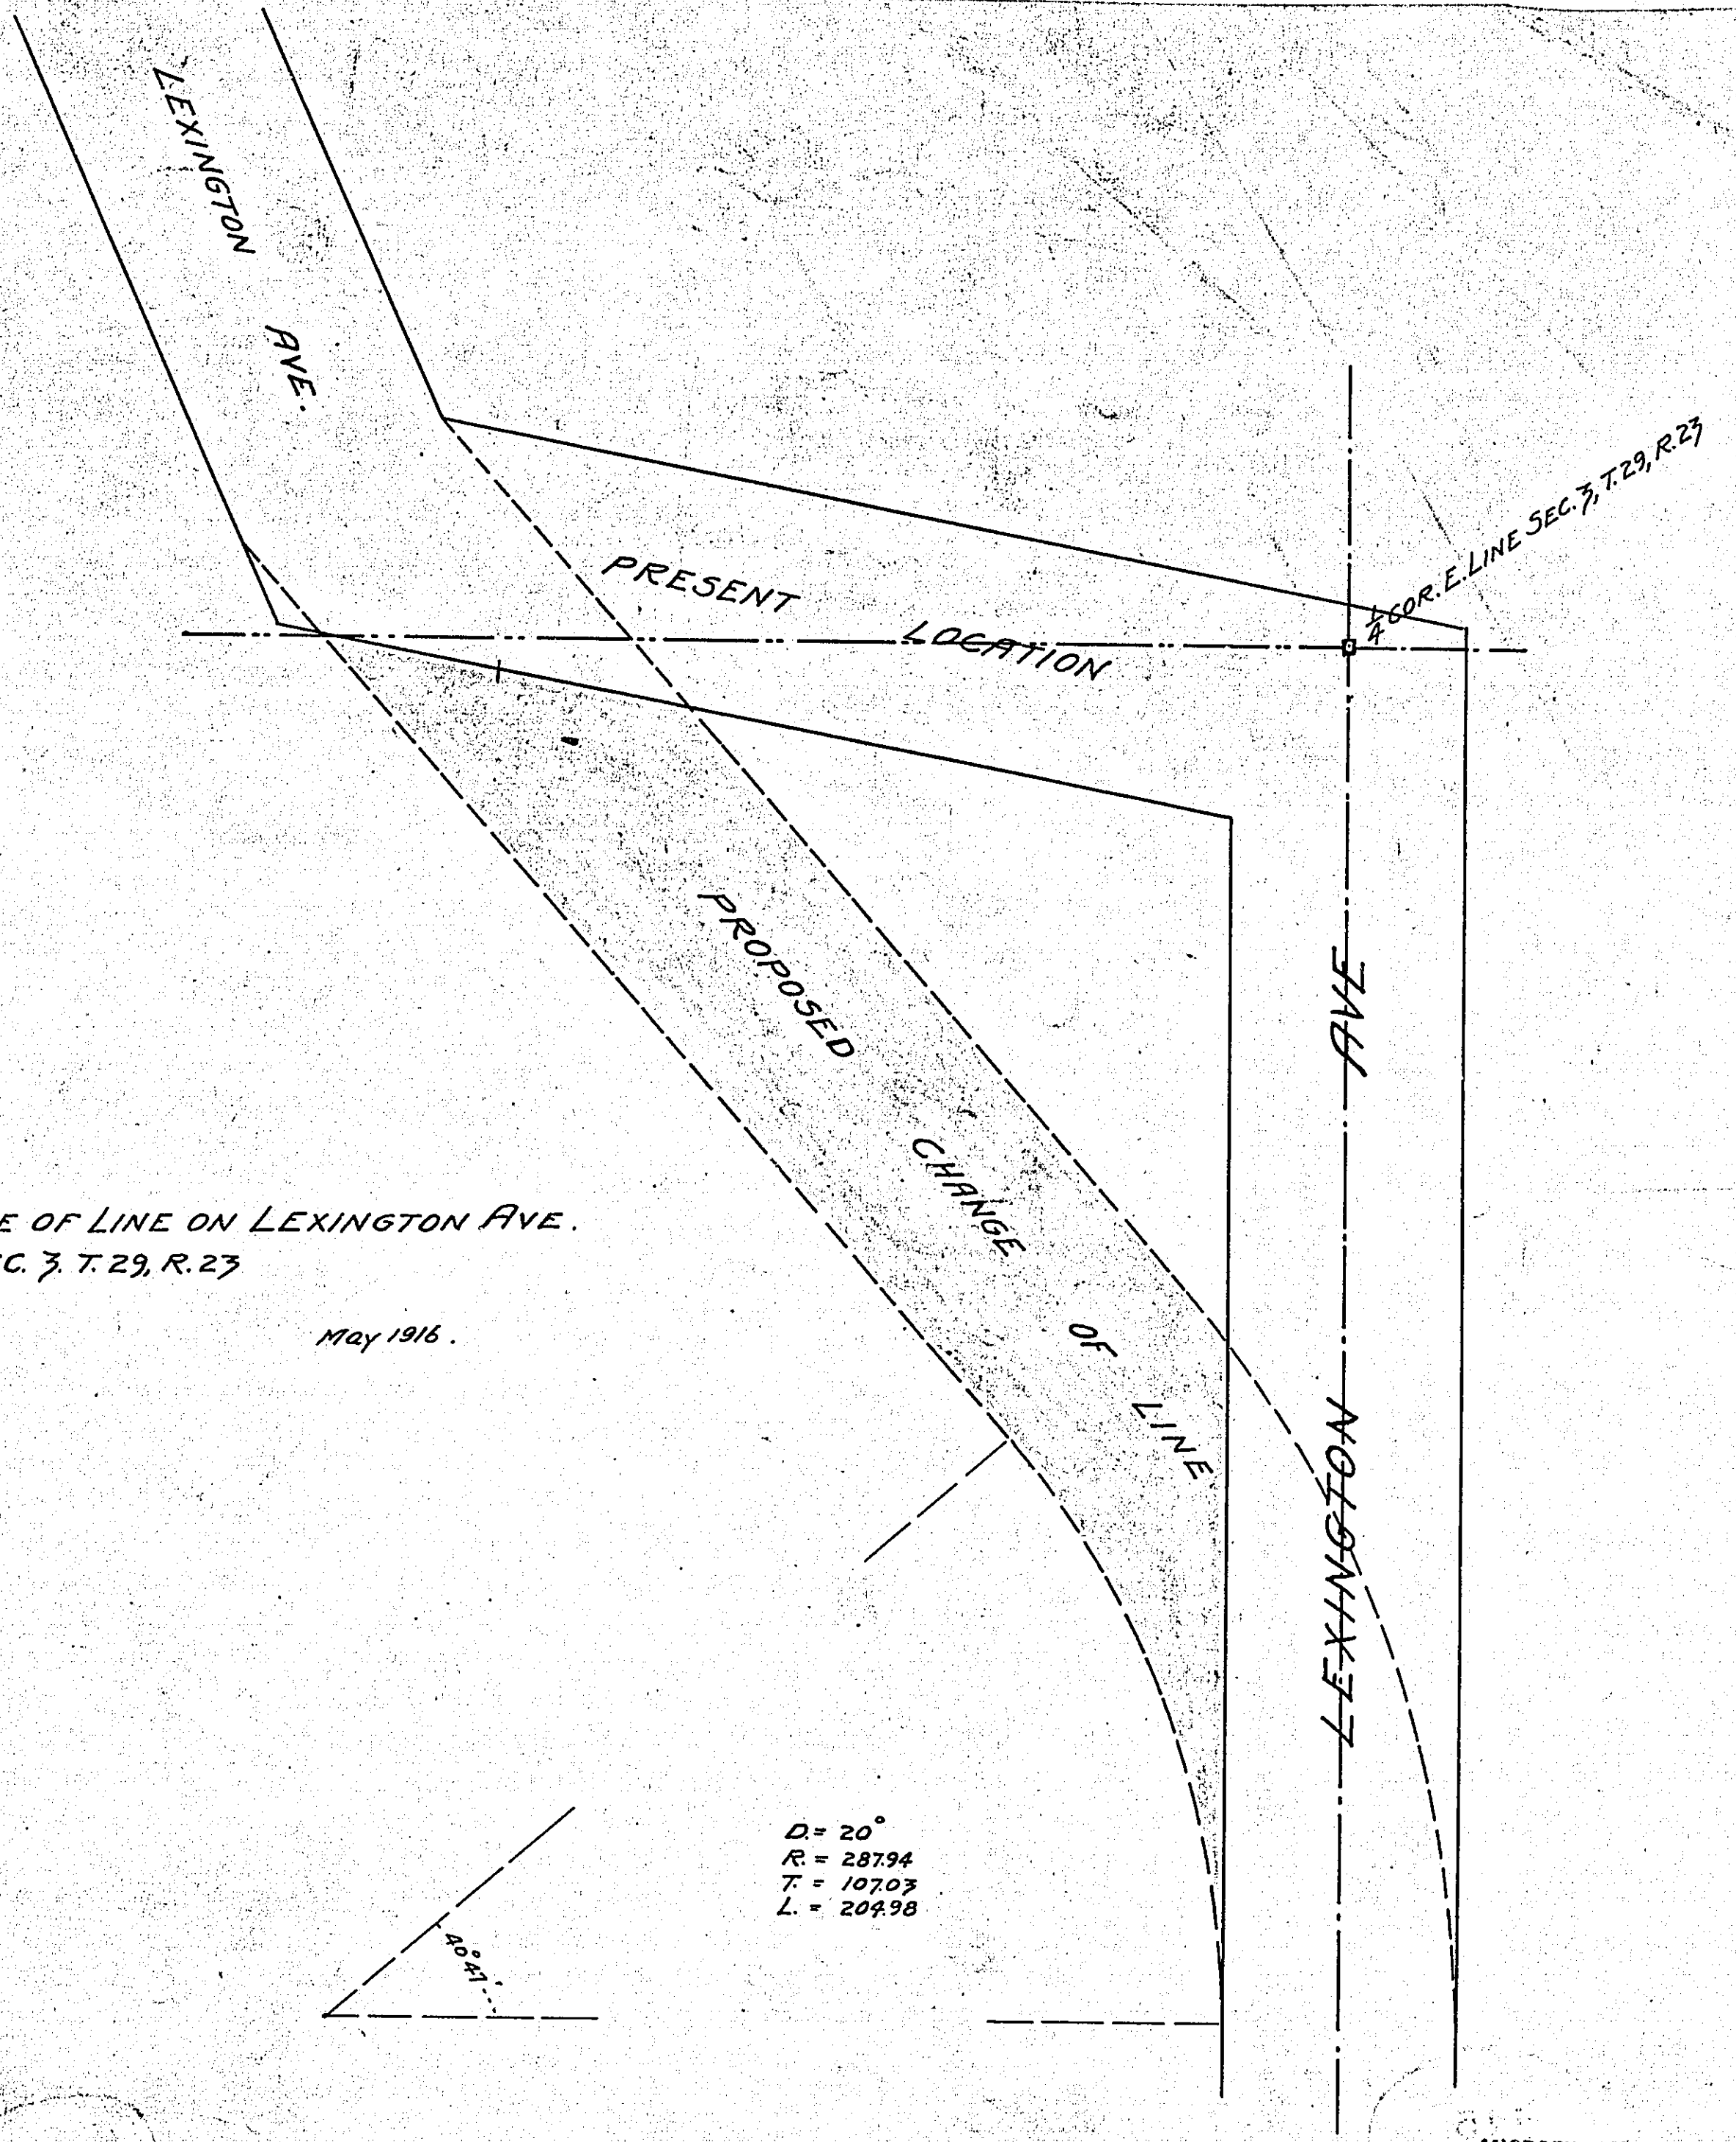 LEXINGTON
AVE.
PRESENT
LOCATION
1/4 COR. E. LINE SEC. 3, T. 29, R. 23
PROPOSED
CHANGE
OF
LINE
LEXINGTON AVE
E OF LINE ON LEXINGTON AVE.
C. 3. T. 29, R. 23
May 1916.
D. = 20°
R. = 287.94
T. = 107.03
L. = 204.98
40°47'